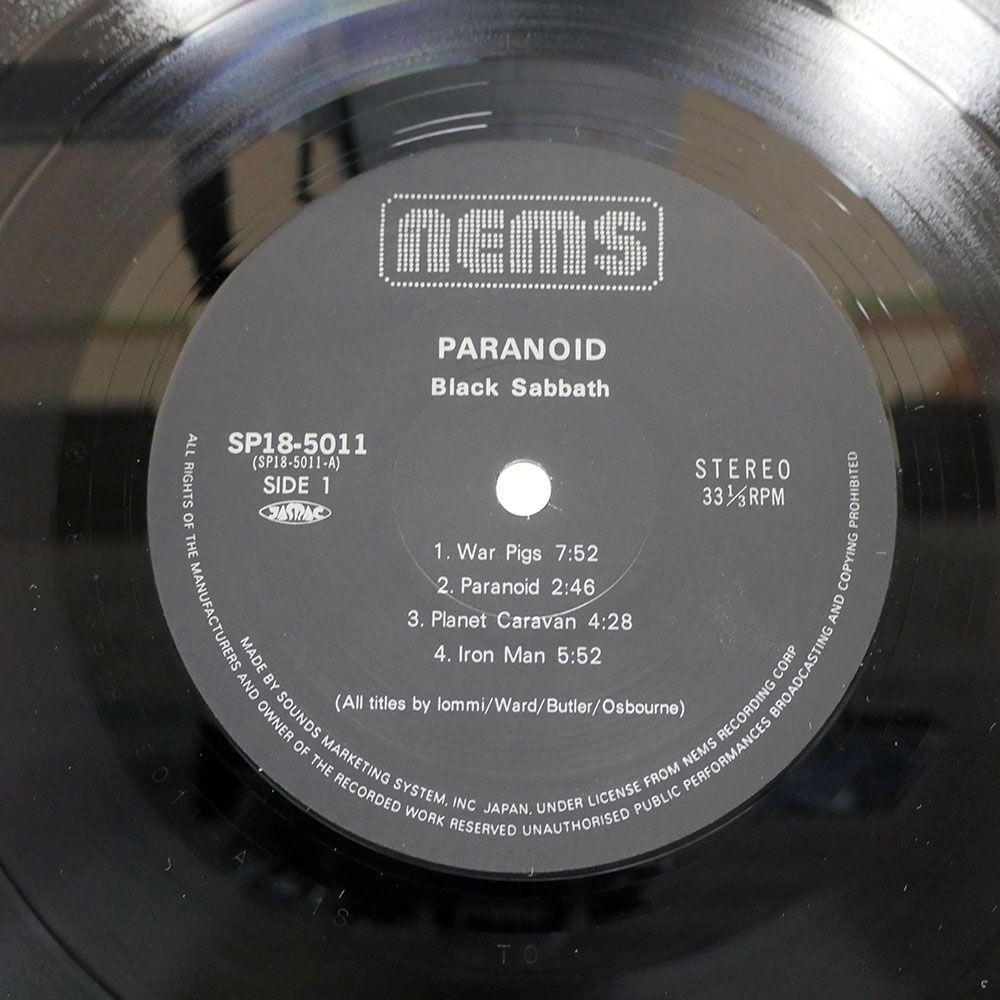 nems
PARANOID
Black Sabbath
SP18-5011
(SP18-5011-A)
SIDE 1
JASRAC
STEREO
33⅓RPM
1. War Pigs 7:52
2. Paranoid 2:46
3. Planet Caravan 4:28
4. Iron Man 5:52
(All titles by Iommi/Ward/Butler/Osbourne)
MADE BY SOUNDS MARKETING SYSTEM, INC JAPAN, UNDER LICENSE FROM NEMS RECORDING CORP
ALL RIGHTS OF THE MANUFACTURERS AND OWNER OF THE RECORDED WORK RESERVED UNAUTHORISED PUBLIC PERFORMANCES BROADCASTING AND COPYING PROHIBITED